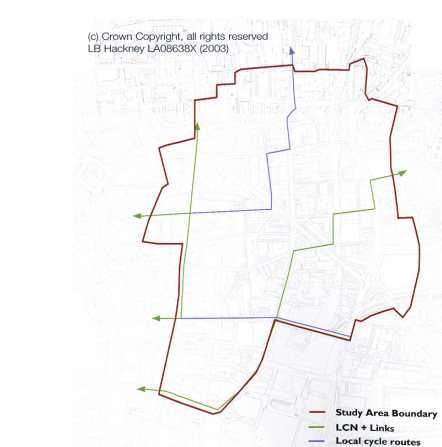 (c) Crown Copyright, all rights reserved
LB Hackney LA08638X (2003)
Study Area Boundary
LCN + Links
Local cycle routes